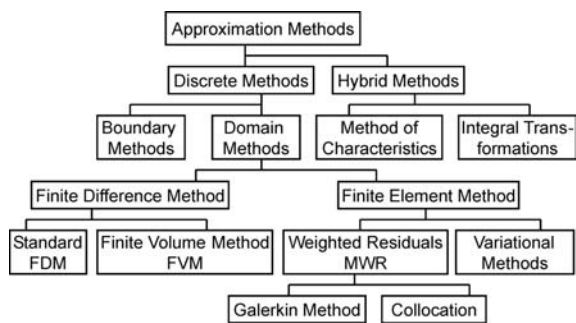 Approximation Methods
Discrete Methods
Hybrid Methods
Boundary
Methods
Domain
Methods
Method of
Characteristics
Integral Trans-
formations
Finite Difference Method
Finite Element Method
Standard
FDM
Finite Volume Method
FVM
Weighted Residuals
MWR
Variational
Methods
Galerkin Method
Collocation